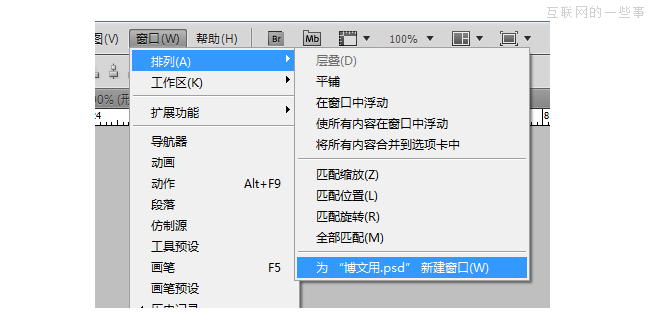 互联网的一些事
图(V) 窗口(W) 帮助(H) Br Mb 100%
排列(A)
工作区(K)
扩展功能
导航器
动画
动作 Alt+F9
段落
仿制源
工具预设
画笔 F5
画笔预设
历史记录
层叠(D)
平铺
在窗口中浮动
使所有内容在窗口中浮动
将所有内容合并到选项卡中
匹配缩放(Z)
匹配位置(L)
匹配旋转(R)
全部匹配(M)
为 “博文用.psd” 新建窗口(W)
00% (形
24
8